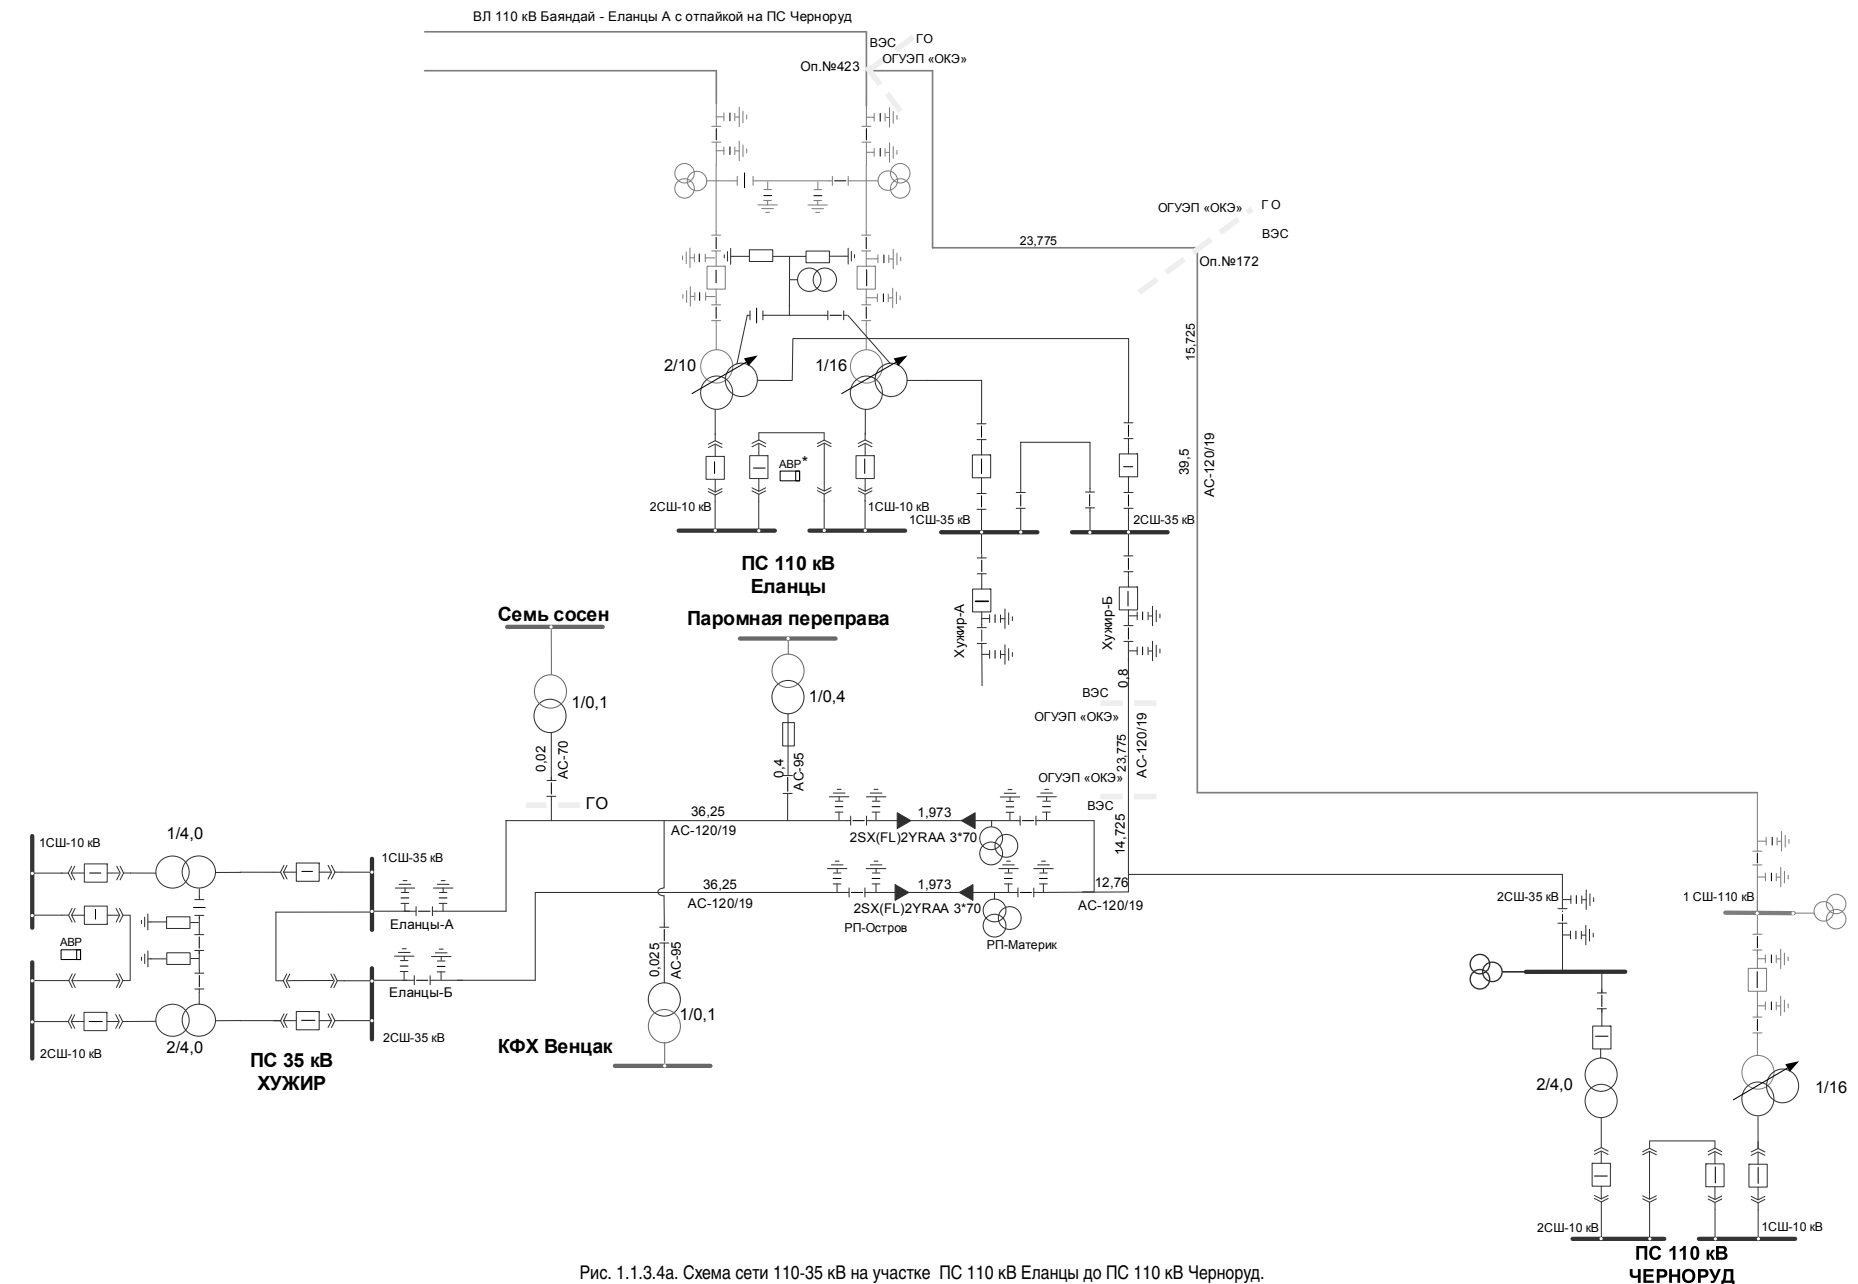 ВЛ 110 кВ Баяндай - Еланцы А с отпайкой на ПС Черноруд
ВЭС
ГО
ОГУЭП «ОКЭ»
Оп.№423
ОГУЭП «ОКЭ»
Г О
ВЭС
23,775
Оп.№172
15,725
39,5
АС-120/19
2/10
1/16
АВР*
2СШ-10 кВ
1СШ-10 кВ
1СШ-35 кВ
2СШ-35 кВ
ПС 110 кВ
Еланцы
Хужир-А
Хужир-Б
0,8
ВЭС
ОГУЭП «ОКЭ»
23,775
АС-120/19
ОГУЭП «ОКЭ»
ВЭС
14,725
Семь сосен
1/0,1
0,02
АС-70
ГО
Паромная переправа
1/0,4
0,4
АС-95
36,25
АС-120/19
1,973
2SX(FL)2YRAA 3*70
36,25
АС-120/19
1,973
2SX(FL)2YRAA 3*70
12,76
АС-120/19
РП-Остров
РП-Материк
1СШ-10 кВ
1/4,0
1СШ-35 кВ
Еланцы-А
АВР
Еланцы-Б
2СШ-10 кВ
2/4,0
2СШ-35 кВ
ПС 35 кВ
ХУЖИР
0,025
АС-95
1/0,1
КФХ Венцак
2СШ-35 кВ
1 СШ-110 кВ
2/4,0
1/16
2СШ-10 кВ
1СШ-10 кВ
ПС 110 кВ
ЧЕРНОРУД
Рис. 1.1.3.4а. Схема сети 110-35 кВ на участке ПС 110 кВ Еланцы до ПС 110 кВ Черноруд.